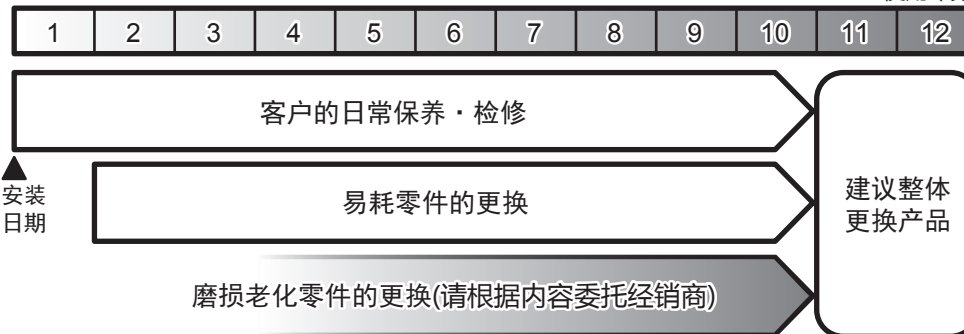 1 2 3 4 5 6 7 8 9 10 11 12
客户的日常保养・检修
安装
日期
易耗零件的更换
建议整体
更换产品
磨损老化零件的更换(请根据内容委托经销商)